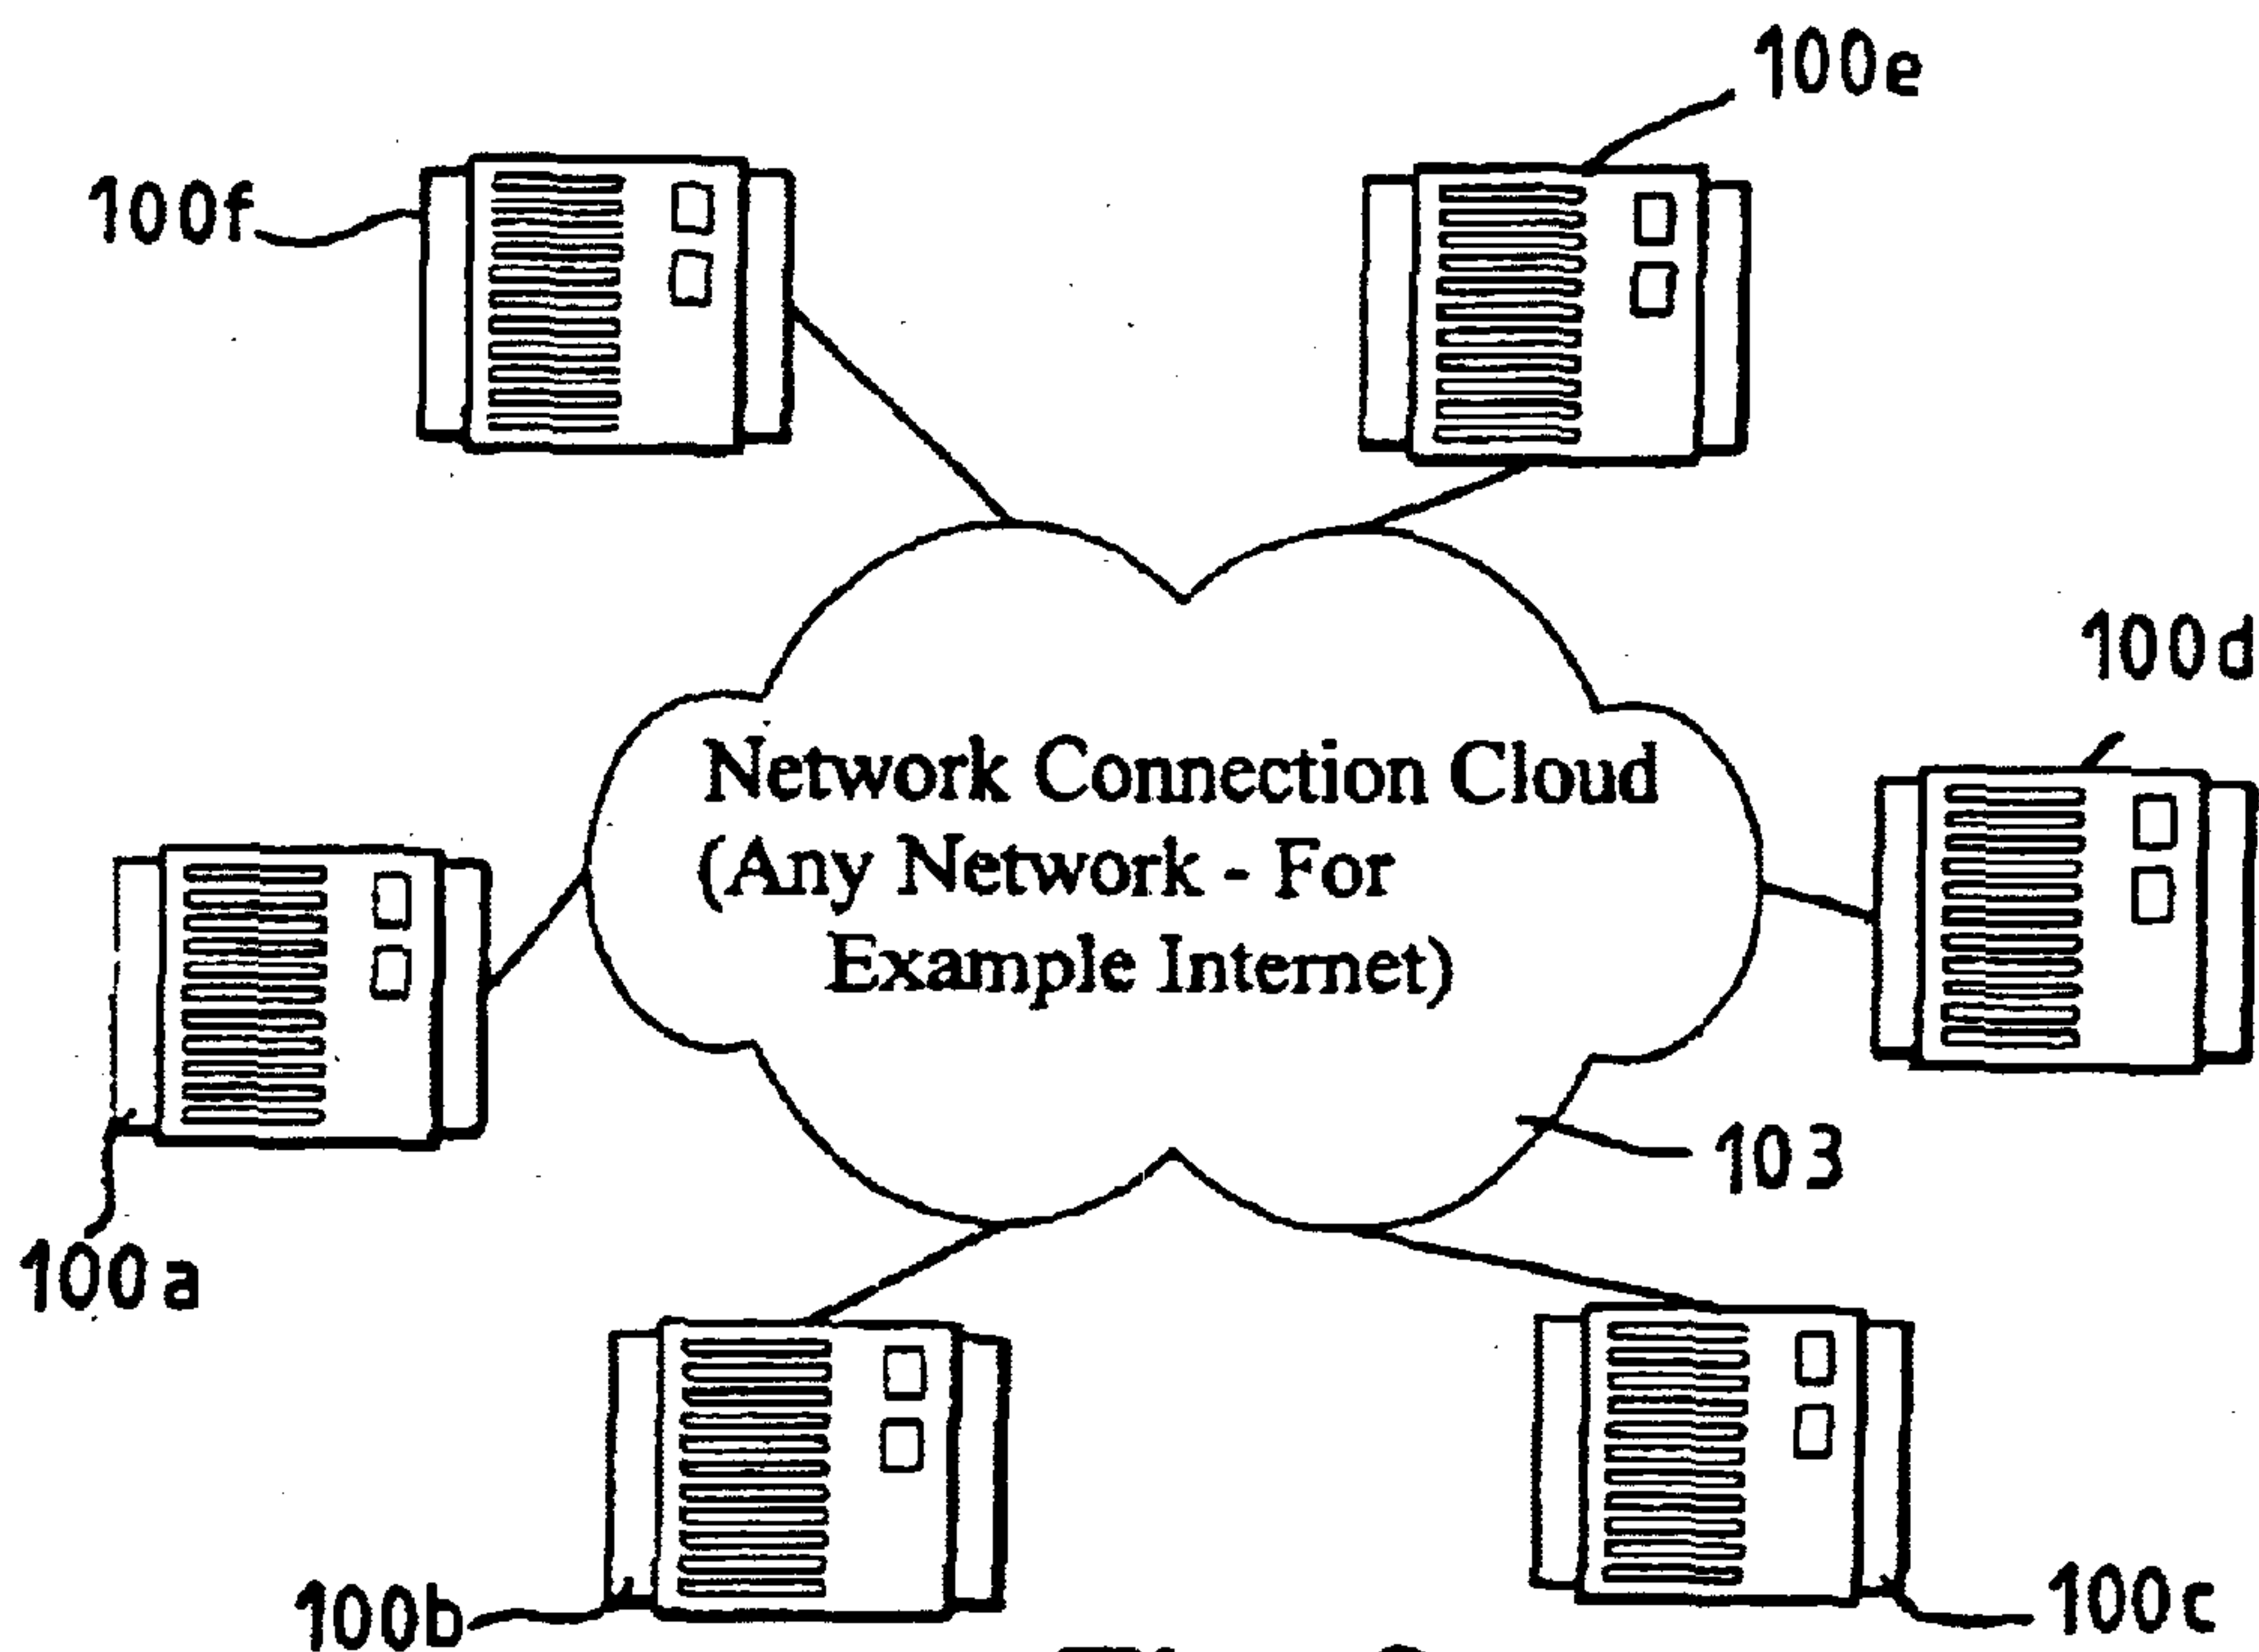 100e
100f
100d
Network Connection Cloud
(Any Network - For
Example Internet)
103
100a
100b
100c